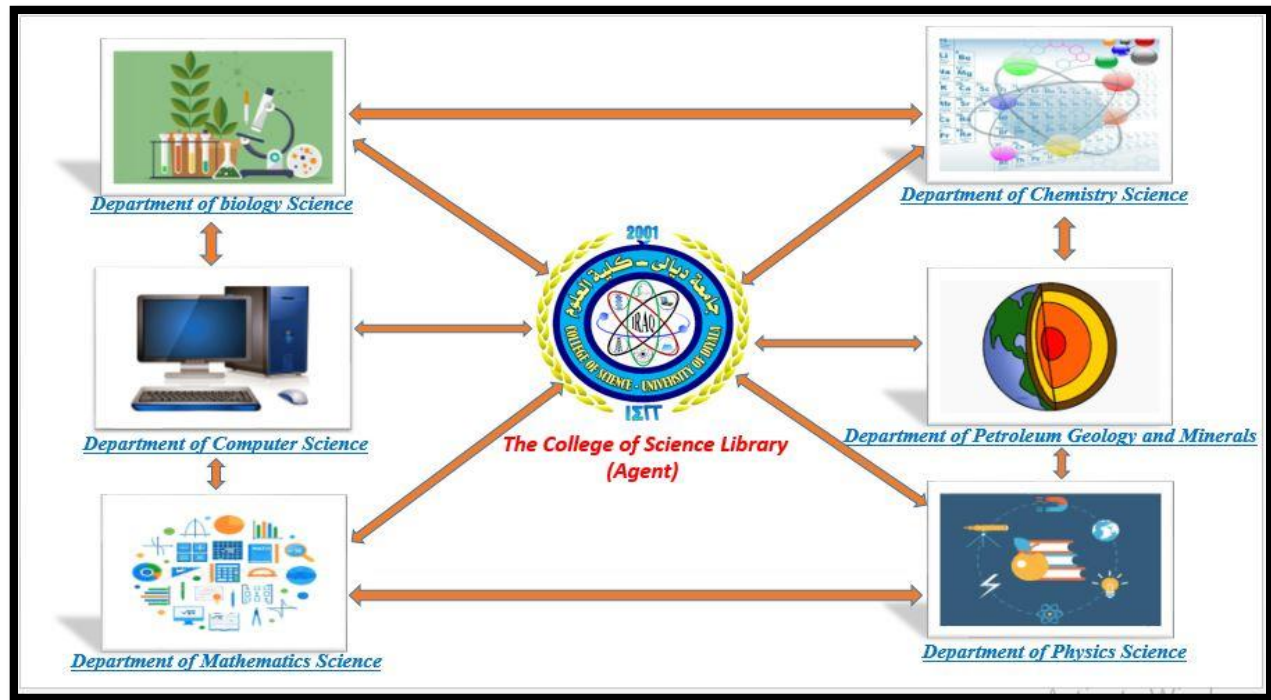 Department of biology Science
Department of Chemistry Science
2001
جامعة ديالى - كلية العلوم
IRAQ
COLLEGE OF SCIENCE - UNIVERSITY OF DIYALA
١٤٢٢
Department of Computer Science
The College of Science Library
(Agent)
Department of Petroleum Geology and Minerals
Department of Mathematics Science
Department of Physics Science